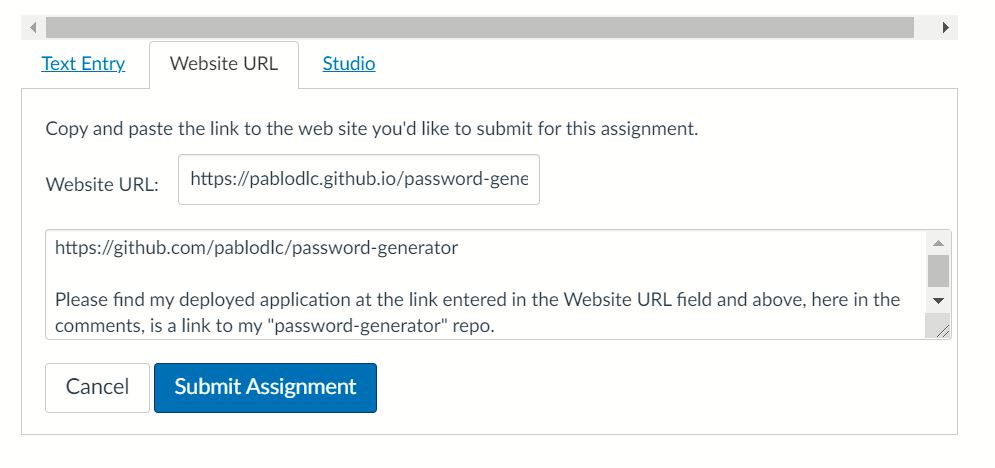 Text Entry Website URL Studio
Copy and paste the link to the web site you'd like to submit for this assignment.
Website URL: https://pablodlc.github.io/password-gene
https://github.com/pablodlc/password-generator
Please find my deployed application at the link entered in the Website URL field and above, here in the
comments, is a link to my "password-generator" repo.
Cancel Submit Assignment